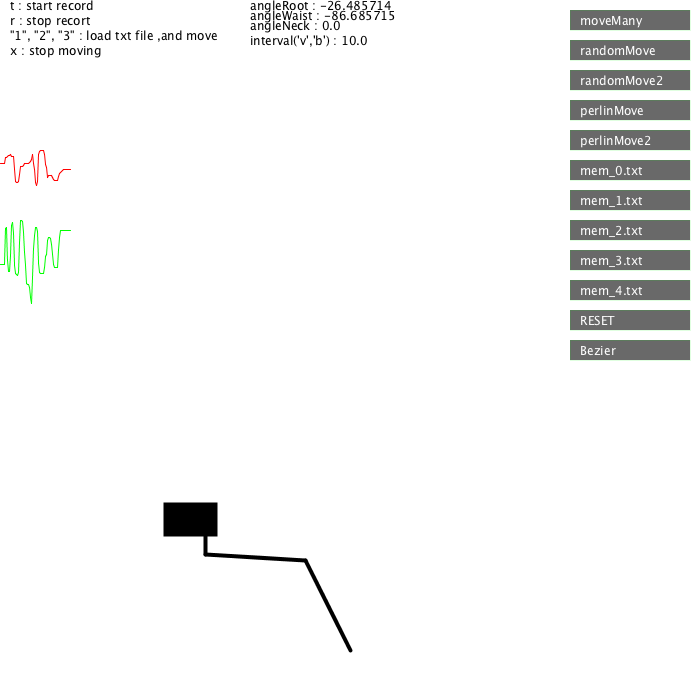 t : start record
r : stop recort
"1", "2", "3" : load txt file ,and move
x : stop moving
angleRoot : -26.485714
angleWaist : -86.685715
angleNeck : 0.0
interval('v','b') : 10.0
moveMany
randomMove
randomMove2
perlinMove
perlinMove2
mem_0.txt
mem_1.txt
mem_2.txt
mem_3.txt
mem_4.txt
RESET
Bezier